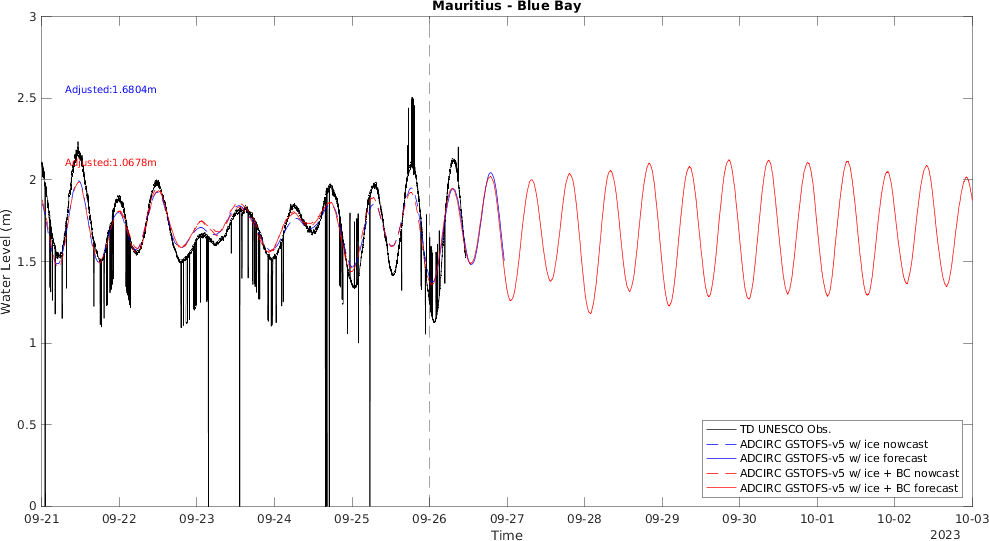 Mauritius - Blue Bay
3
2.5
2
1.5
1
0.5
0
Water Level (m)
Adjusted:1.6804m
Adjusted:1.0678m
TD UNESCO Obs.
ADCIRC GSTOFS-v5 w/ ice nowcast
ADCIRC GSTOFS-v5 w/ ice forecast
ADCIRC GSTOFS-v5 w/ ice + BC nowcast
ADCIRC GSTOFS-v5 w/ ice + BC forecast
09-21 09-22 09-23 09-24 09-25 09-26 09-27 09-28 09-29 09-30 10-01 10-02 10-03
Time
2023